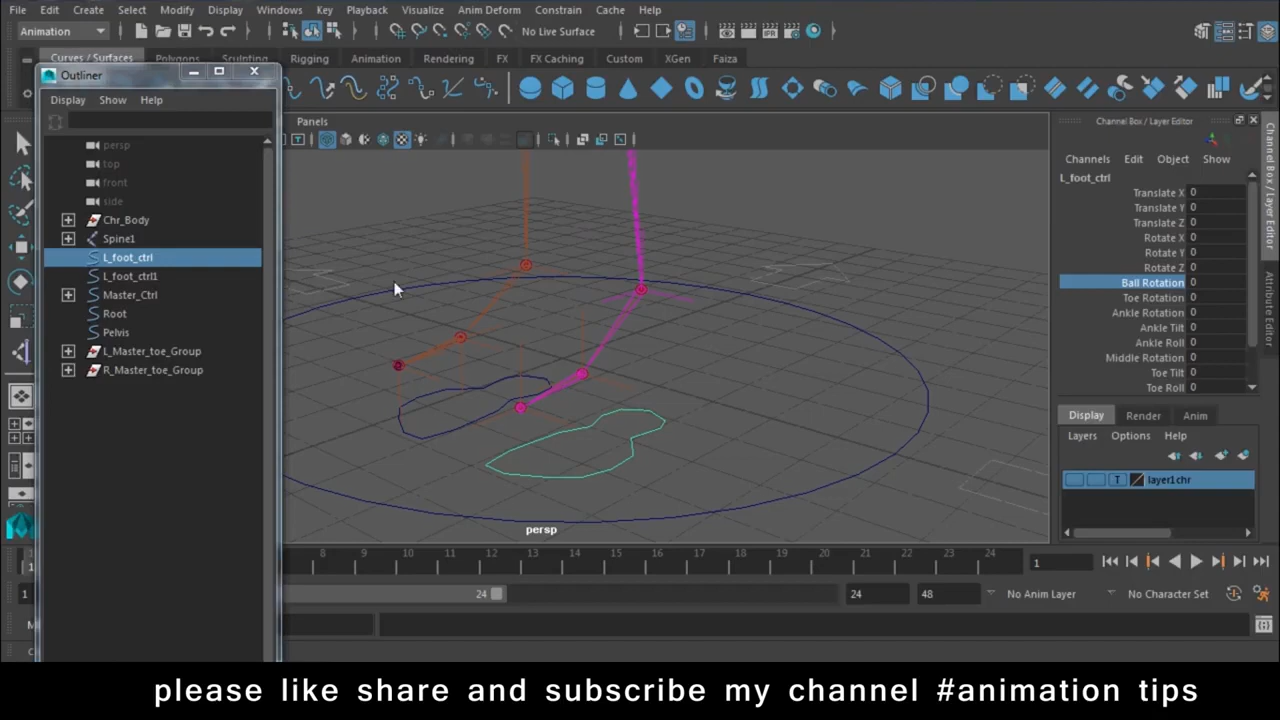 File Edit Create Select Modify Display Windows Key Playback Visualize Anim Deform Constrain Cache Help
Animation
No Live Surface
Curves / Surfaces Polygons Sculpting Rigging Animation Rendering FX FX Caching Custom XGen Faiza
Outliner
Display Show Help
persp
top
front
side
Chr_Body
Spine1
L_foot_ctrl
L_foot_ctrl1
Master_Ctrl
Root
Pelvis
L_Master_toe_Group
R_Master_toe_Group
Panels
persp
Channel Box / Layer Editor
Channels Edit Object Show
L_foot_ctrl
Translate X 0
Translate Y 0
Translate Z 0
Rotate X 0
Rotate Y 0
Rotate Z 0
Ball Rotation 0
Toe Rotation 0
Ankle Rotation 0
Ankle Tilt 0
Ankle Roll 0
Middle Rotation 0
Toe Tilt 0
Toe Roll 0
Display Render Anim
Layers Options Help
T layer1chr
Channel Box / Layer Editor
Attribute Editor
8 9 10 11 12 13 14 15 16 17 18 19 20 21 22 23 24
1
1 24 24 48 No Anim Layer No Character Set
please like share and subscribe my channel #animation tips